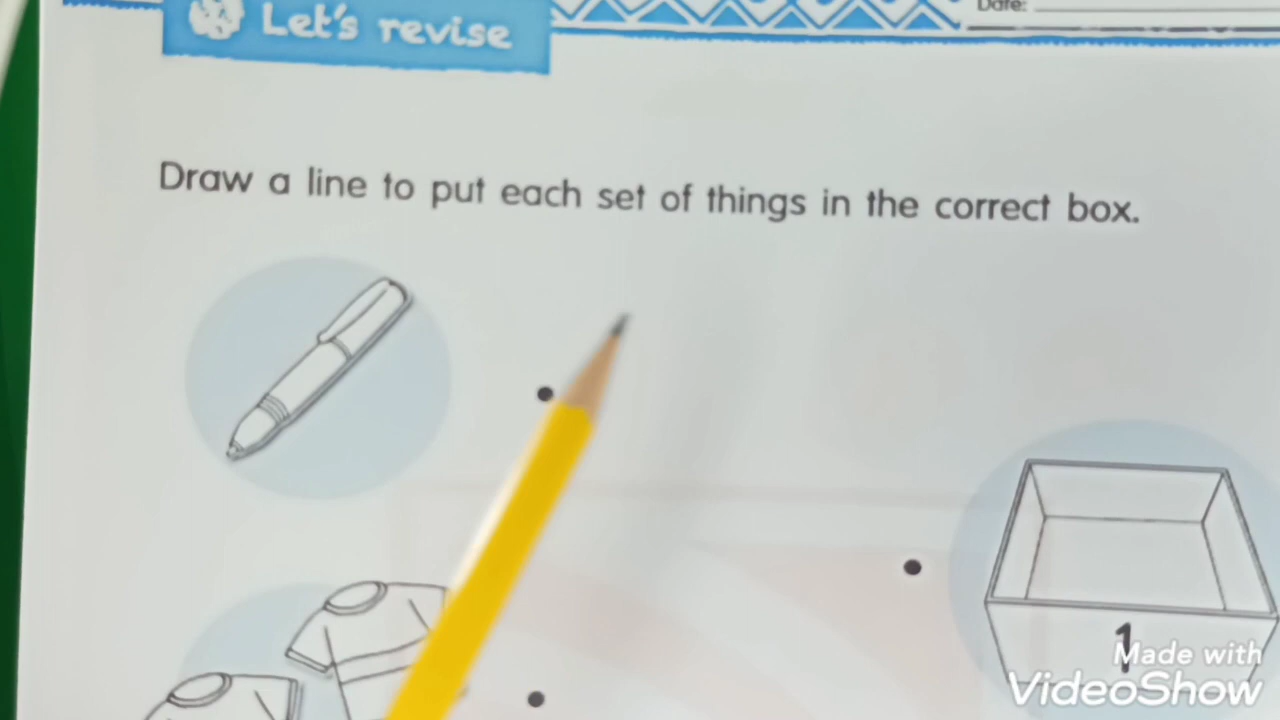 Let's revise
Date:
Draw a line to put each set of things in the correct box.
1
Made with
VideoShow